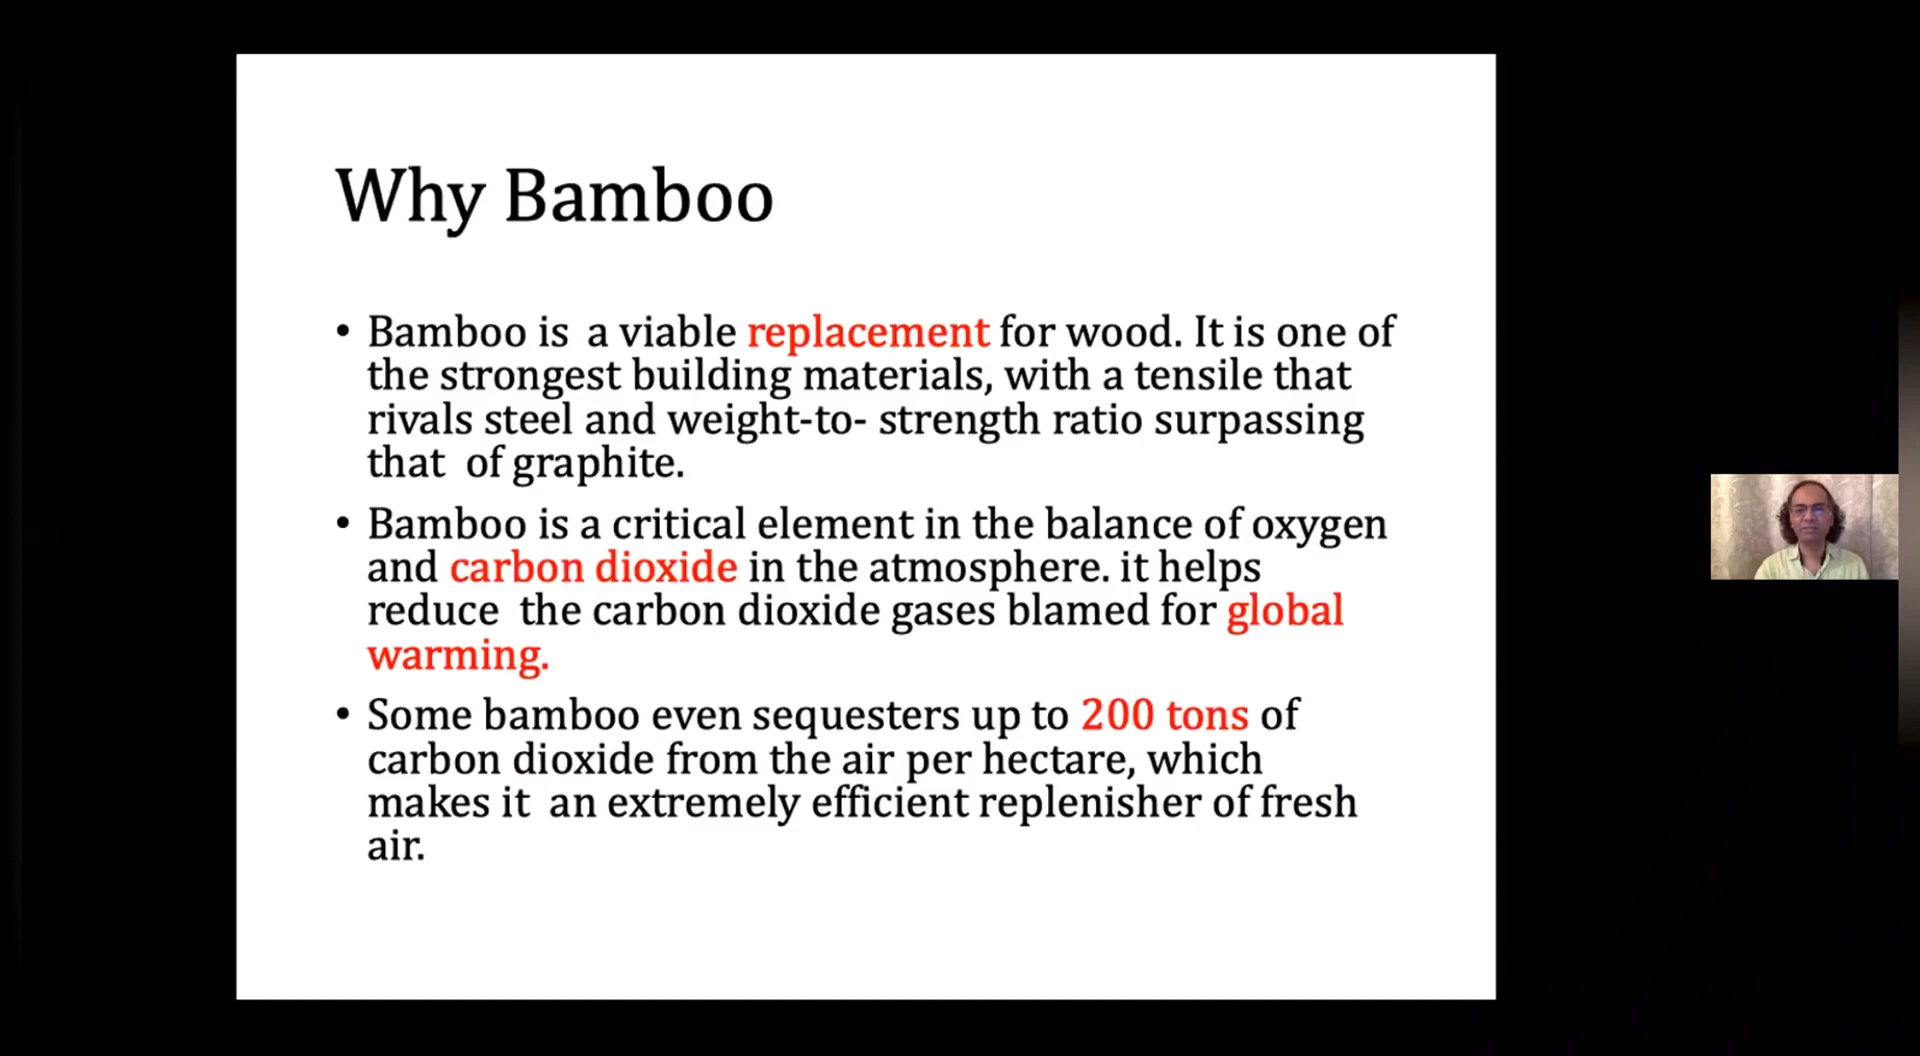 Why Bamboo
• Bamboo is a viable replacement for wood. It is one of
the strongest building materials, with a tensile that
rivals steel and weight-to- strength ratio surpassing
that of graphite.
• Bamboo is a critical element in the balance of oxygen
and carbon dioxide in the atmosphere. it helps
reduce the carbon dioxide gases blamed for global
warming.
• Some bamboo even sequesters up to 200 tons of
carbon dioxide from the air per hectare, which
makes it an extremely efficient replenisher of fresh
air.